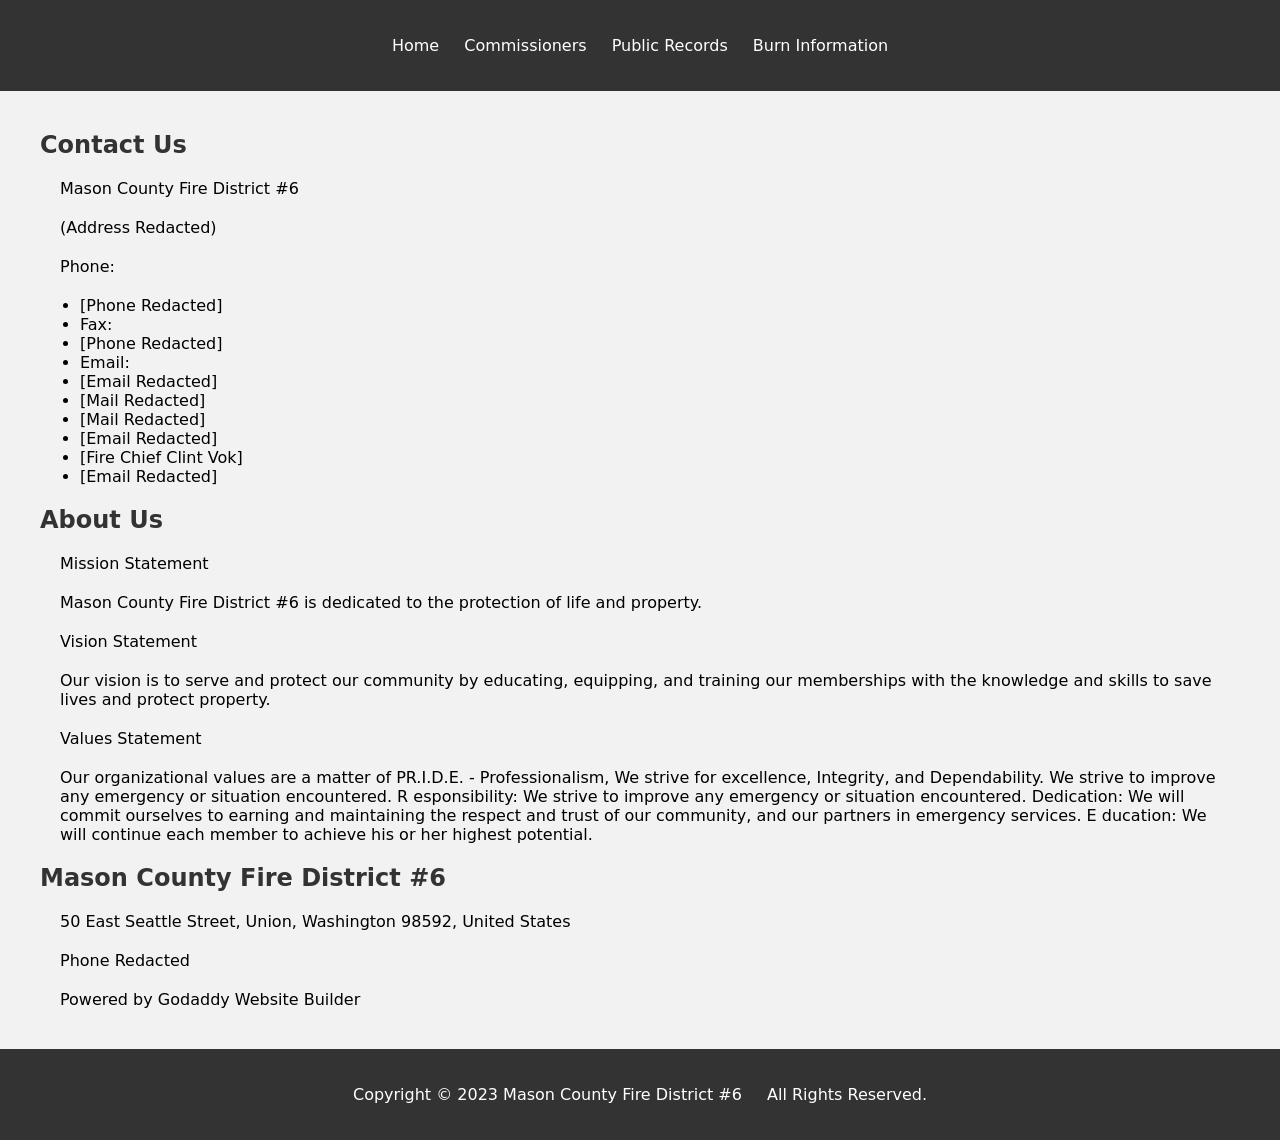 Home Commissioners Public Records Burn Information
Contact Us
Mason County Fire District #6
(Address Redacted)
Phone:
• [Phone Redacted]
• Fax:
• [Phone Redacted]
• Email:
• [Email Redacted]
• [Mail Redacted]
• [Mail Redacted]
• [Email Redacted]
• [Fire Chief Clint Vok]
• [Email Redacted]
About Us
Mission Statement
Mason County Fire District #6 is dedicated to the protection of life and property.
Vision Statement
Our vision is to serve and protect our community by educating, equipping, and training our memberships with the knowledge and skills to save
lives and protect property.
Values Statement
Our organizational values are a matter of PR.I.D.E. - Professionalism, We strive for excellence, Integrity, and Dependability. We strive to improve
any emergency or situation encountered. R esponsibility: We strive to improve any emergency or situation encountered. Dedication: We will
commit ourselves to earning and maintaining the respect and trust of our community, and our partners in emergency services. E ducation: We
will continue each member to achieve his or her highest potential.
Mason County Fire District #6
50 East Seattle Street, Union, Washington 98592, United States
Phone Redacted
Powered by Godaddy Website Builder
Copyright © 2023 Mason County Fire District #6 All Rights Reserved.